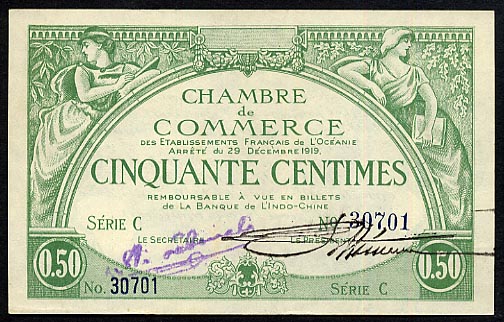 CHAMBRE
de
COMMERCE
DES ETABLISSEMENTS FRANÇAIS DE L'OCÉANIE
ARRÊTÉ DU 29 DÉCEMBRE 1919.
CINQUANTE CENTIMES
REMBOURSABLE À VUE EN BILLETS
DE LA BANQUE DE L'INDO-CHINE
SÉRIE C No 30701
LE SECRÉTAIRE LE PRÉSIDENT
0.50 0.50
No. 30701 SÉRIE C